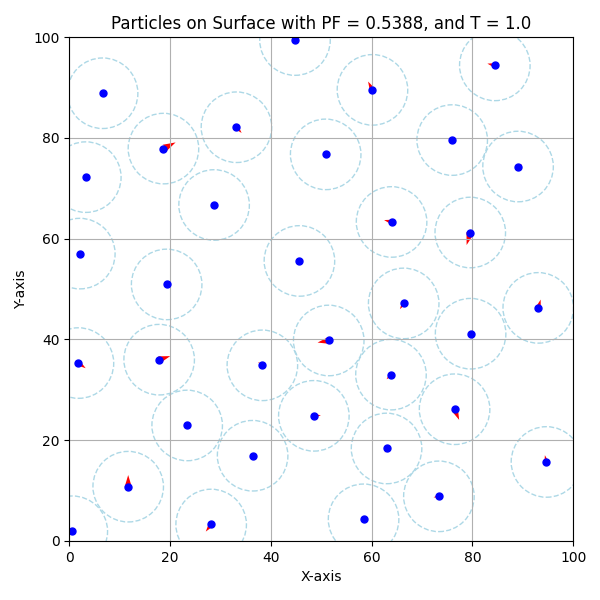 Particles on Surface with PF = 0.5388, and T = 1.0
100
80
60
40
20
0
Y-axis
0 20 40 60 80 100
X-axis